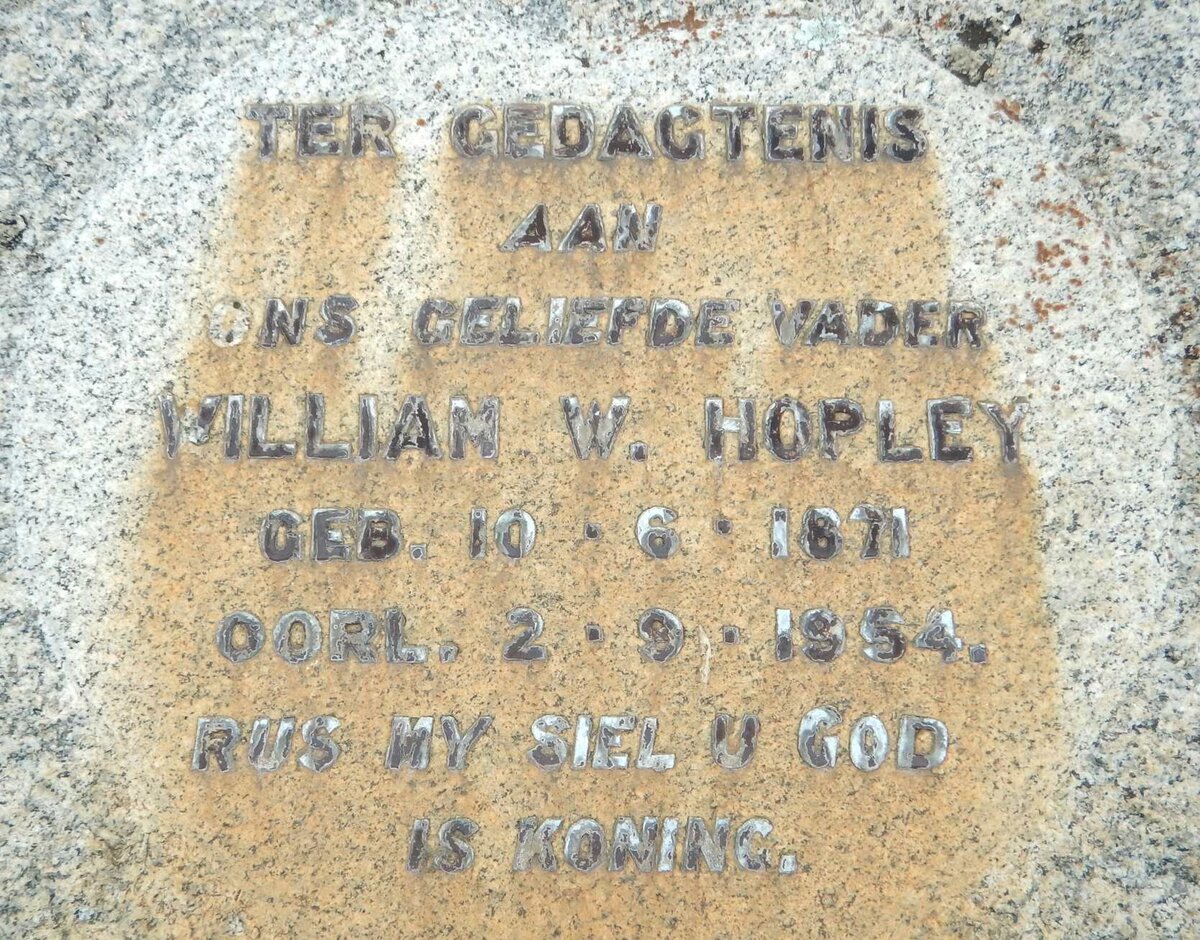 TER GEDAGTENIS
AAN
ONS GELIEFDE VADER
WILLIAM W. HOPLEY
GEB. 10 · 6 · 1871
OORL. 2 · 9 · 1954.
RUS MY SIEL U GOD
IS KONING.